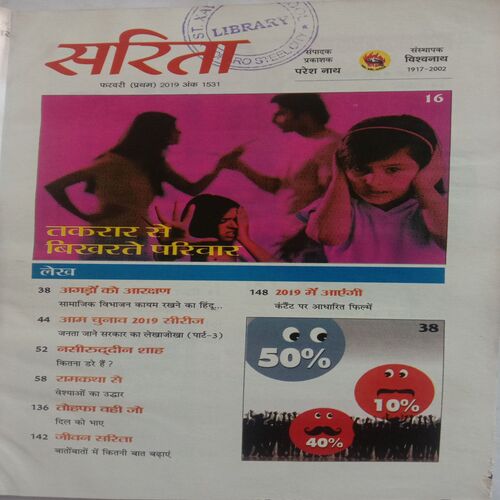 LIBRARY
सरिता
संपादक
प्रकाशक
परेश नाथ
संस्थापक
विश्वनाथ
1917-2002
फरवरी (प्रथम) 2019 अंक 1531
16
तकरार से
बिखरते परिवार
लेख
38 अगड़ों को आरक्षण
सामाजिक विभाजन कायम रखने का हिंदू...
44 आम चुनाव 2019 सीरीज
जनता जाने सरकार का लेखाजोखा (पार्ट-3)
52 नसीरुद्दीन शाह
कितना डरे हैं ?
58 रामकथा से
वेश्याओं का उद्धार
136 तोहफा वही जो
दिल को भाए
142 जीवन सरिता
बातोंबातों में कितनी बात बढ़ाएं
148 2019 में आएंगी
कंटैंट पर आधारित फिल्में
38
50%
10%
40%